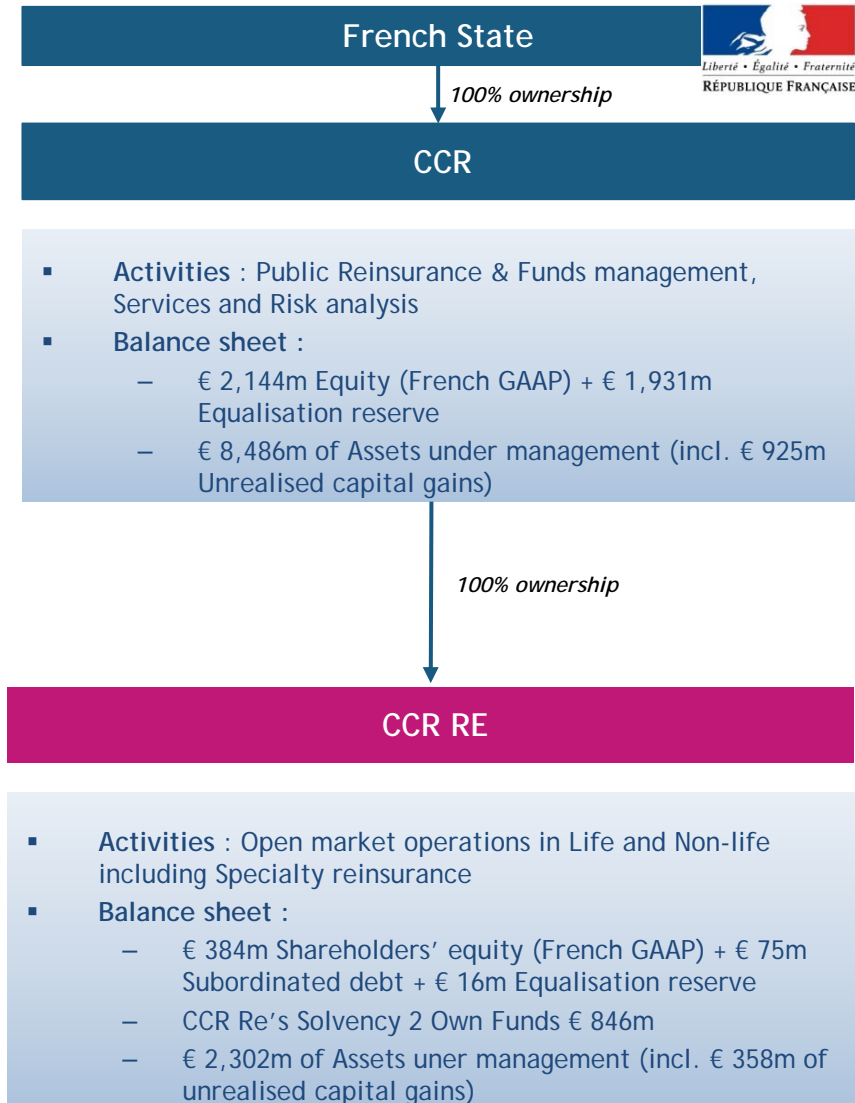 French State
Liberté • Égalité • Fraternité
RÉPUBLIQUE FRANÇAISE
100% ownership
CCR
▪ Activities : Public Reinsurance & Funds management,
Services and Risk analysis
▪ Balance sheet :
– € 2,144m Equity (French GAAP) + € 1,931m
Equalisation reserve
– € 8,486m of Assets under management (incl. € 925m
Unrealised capital gains)
100% ownership
CCR RE
▪ Activities : Open market operations in Life and Non-life
including Specialty reinsurance
▪ Balance sheet :
– € 384m Shareholders’ equity (French GAAP) + € 75m
Subordinated debt + € 16m Equalisation reserve
– CCR Re’s Solvency 2 Own Funds € 846m
– € 2,302m of Assets uner management (incl. € 358m of
unrealised capital gains)